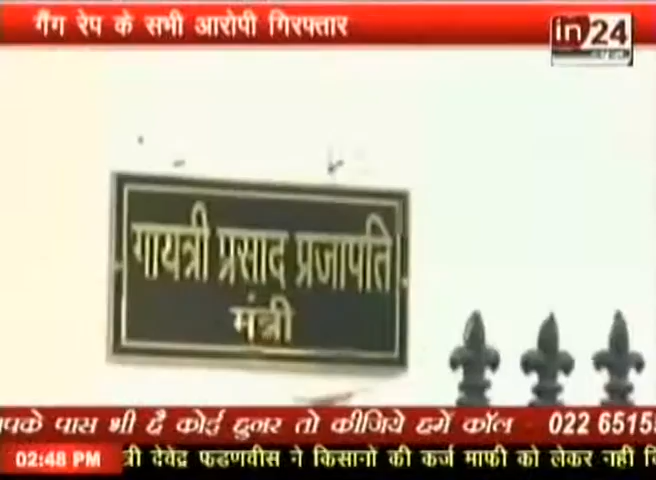 गैंग रेप के सभी आरोपी गिरफ्तार
in24
गायत्री प्रसाद प्रजापति
मंत्री
पके पास भी है कोई हुनर तो कीजिये हमें कॉल - 022 6515
02:48 PM त्री देवेंद्र फडणवीस ने किसानो की कर्ज माफी को लेकर नहीं